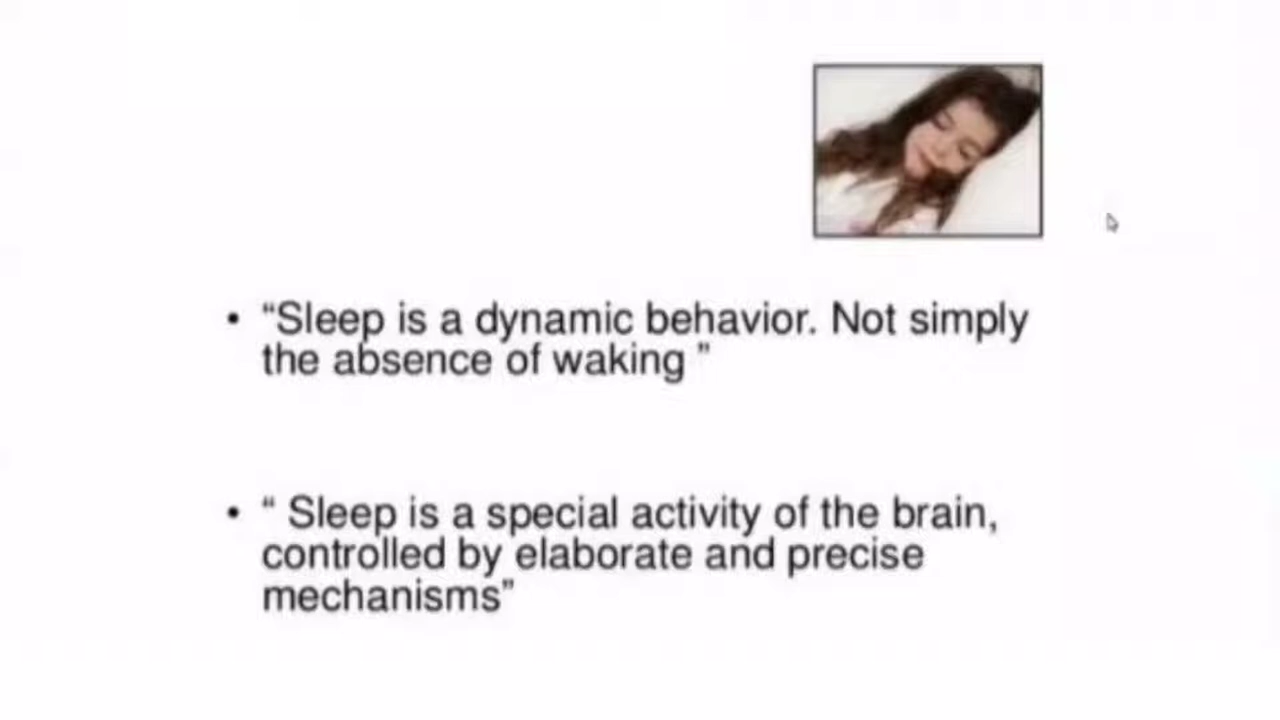 • “Sleep is a dynamic behavior. Not simply
the absence of waking ”
• “ Sleep is a special activity of the brain,
controlled by elaborate and precise
mechanisms”